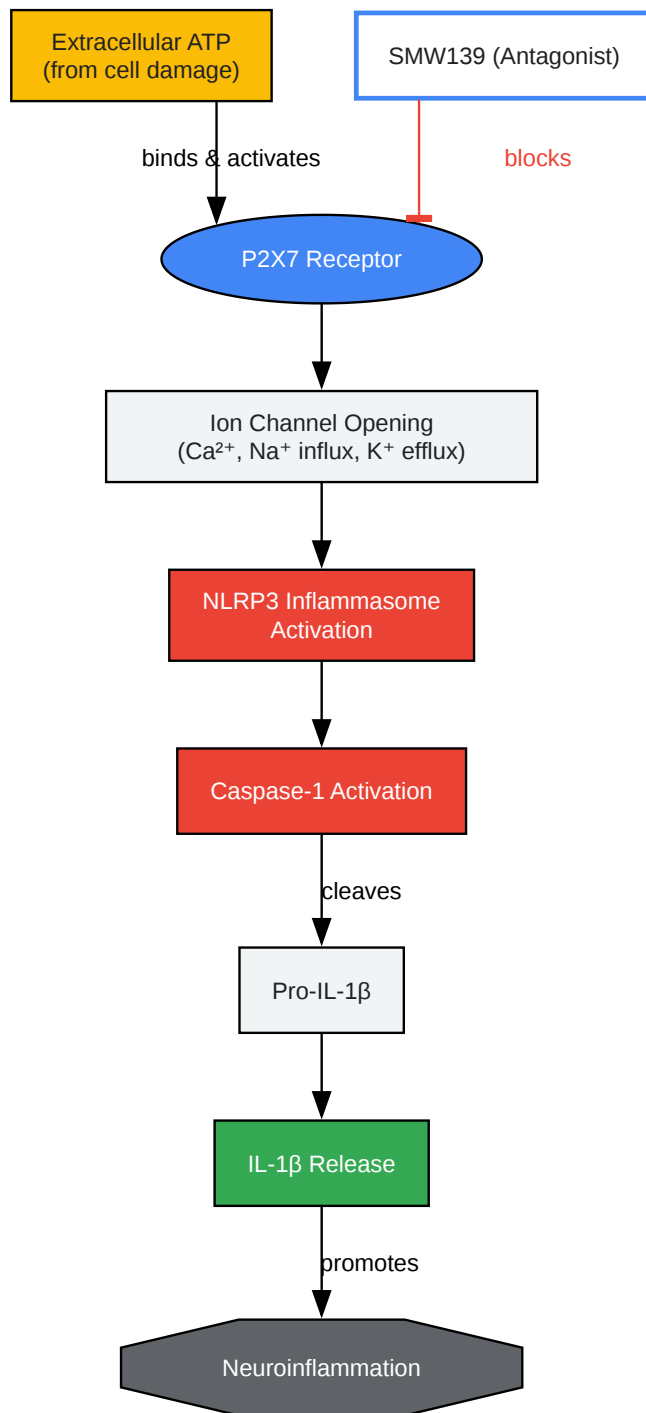 Extracellular ATP
(from cell damage)
SMW139 (Antagonist)
binds & activates
blocks
P2X7 Receptor
Ion Channel Opening
(Ca²⁺, Na⁺ influx, K⁺ efflux)
NLRP3 Inflammasome
Activation
Caspase-1 Activation
cleaves
Pro-IL-1β
IL-1β Release
promotes
Neuroinflammation